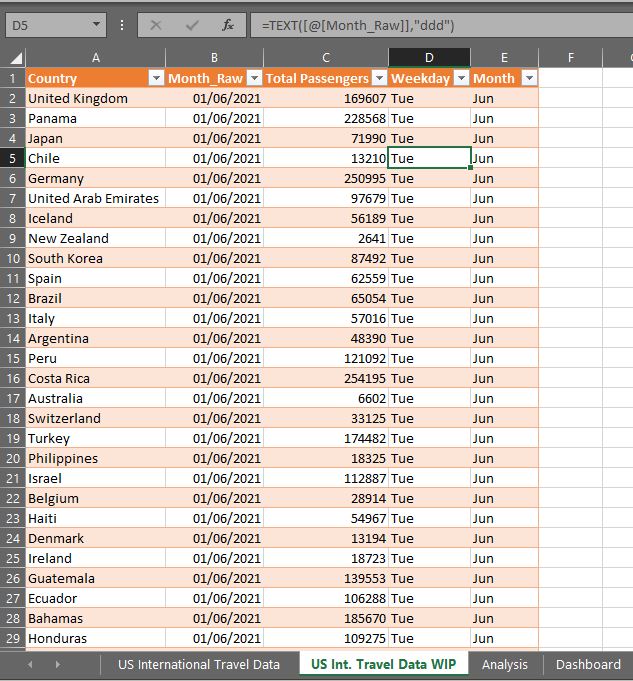 D5 fx =TEXT([@[Month_Raw]],"ddd")
A B C D E F
1 Country Month_Raw Total Passengers Weekday Month
2 United Kingdom 01/06/2021 169607 Tue Jun
3 Panama 01/06/2021 228568 Tue Jun
4 Japan 01/06/2021 71990 Tue Jun
5 Chile 01/06/2021 13210 Tue Jun
6 Germany 01/06/2021 250995 Tue Jun
7 United Arab Emirates 01/06/2021 97679 Tue Jun
8 Iceland 01/06/2021 56189 Tue Jun
9 New Zealand 01/06/2021 2641 Tue Jun
10 South Korea 01/06/2021 87492 Tue Jun
11 Spain 01/06/2021 62559 Tue Jun
12 Brazil 01/06/2021 65054 Tue Jun
13 Italy 01/06/2021 57016 Tue Jun
14 Argentina 01/06/2021 48390 Tue Jun
15 Peru 01/06/2021 121092 Tue Jun
16 Costa Rica 01/06/2021 254195 Tue Jun
17 Australia 01/06/2021 6602 Tue Jun
18 Switzerland 01/06/2021 33125 Tue Jun
19 Turkey 01/06/2021 174482 Tue Jun
20 Philippines 01/06/2021 18325 Tue Jun
21 Israel 01/06/2021 112887 Tue Jun
22 Belgium 01/06/2021 28914 Tue Jun
23 Haiti 01/06/2021 54967 Tue Jun
24 Denmark 01/06/2021 13194 Tue Jun
25 Ireland 01/06/2021 18723 Tue Jun
26 Guatemala 01/06/2021 139553 Tue Jun
27 Ecuador 01/06/2021 106288 Tue Jun
28 Bahamas 01/06/2021 185670 Tue Jun
29 Honduras 01/06/2021 109275 Tue Jun
US International Travel Data US Int. Travel Data WIP Analysis Dashboard